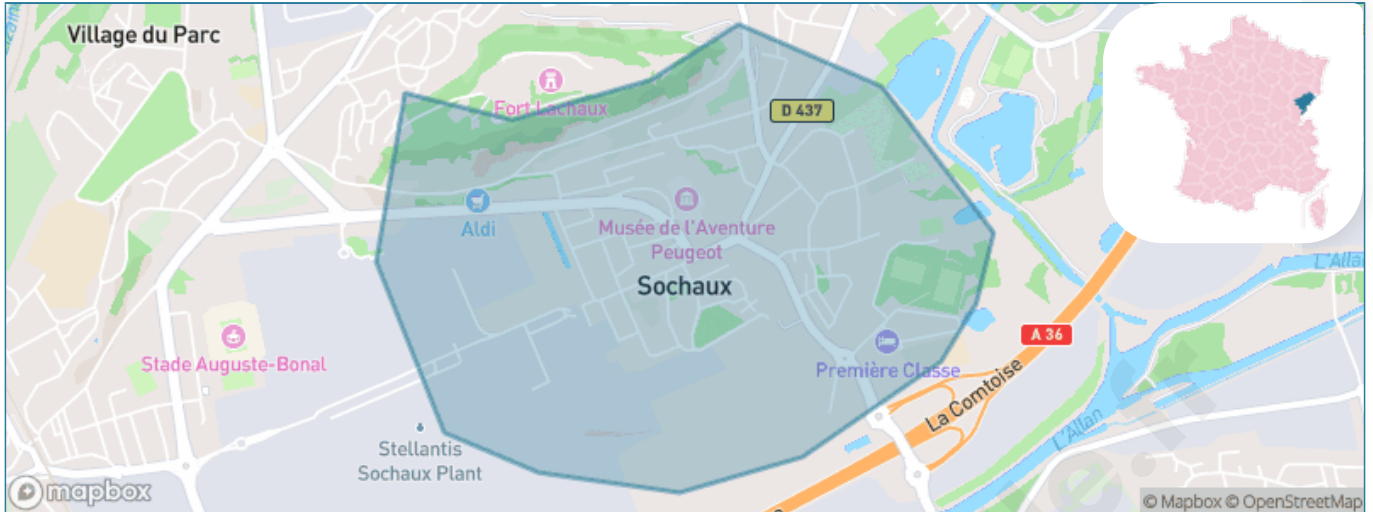 Village du Parc
Fort Lachaux
D 437
Aldi
Musée de l'Aventure
Peugeot
Sochaux
L'Allan
Stade Auguste-Bonal
A 36
Première Classe
La Comtoise
L'Allan
Stellantis
Sochaux Plant
mapbox
© Mapbox © OpenStreetMap